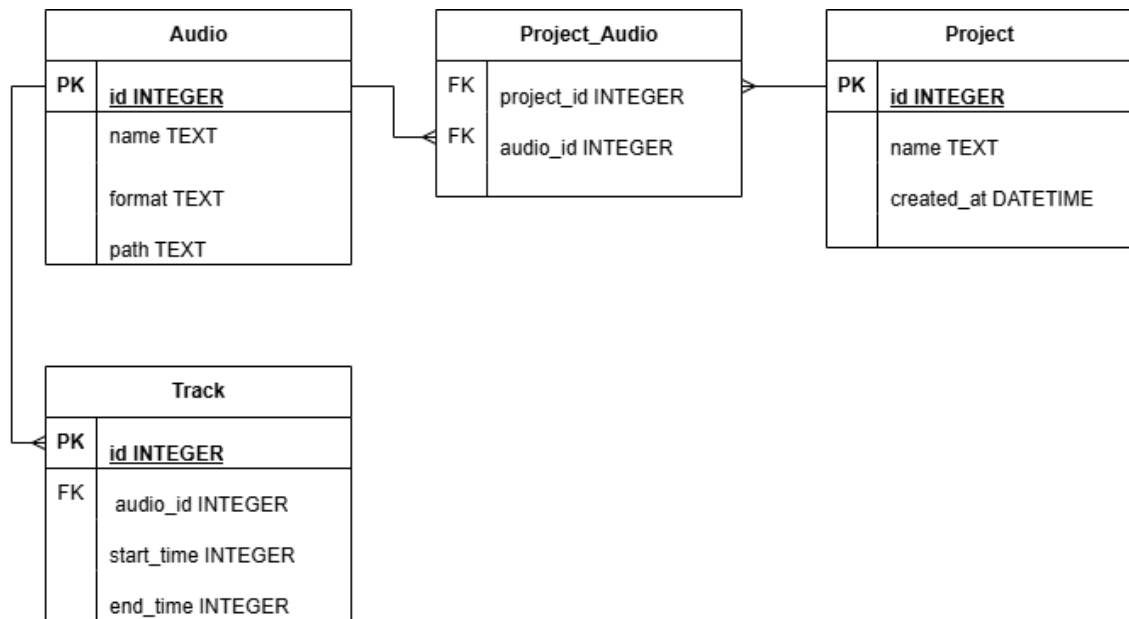 Audio
PK id INTEGER
name TEXT
format TEXT
path TEXT
Project_Audio
FK project_id INTEGER
FK audio_id INTEGER
Project
PK id INTEGER
name TEXT
created_at DATETIME
Track
PK id INTEGER
FK audio_id INTEGER
start_time INTEGER
end_time INTEGER